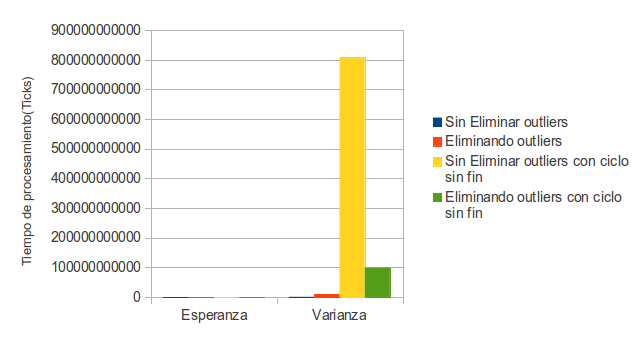 900000000000
800000000000
700000000000
600000000000
500000000000
400000000000
300000000000
200000000000
100000000000
0
Tiempo de procesamiento(Ticks)
Esperanza
Varianza
Sin Eliminar outliers
Eliminando outliers
Sin Eliminar outliers con ciclo
sin fin
Eliminando outliers con ciclo
sin fin